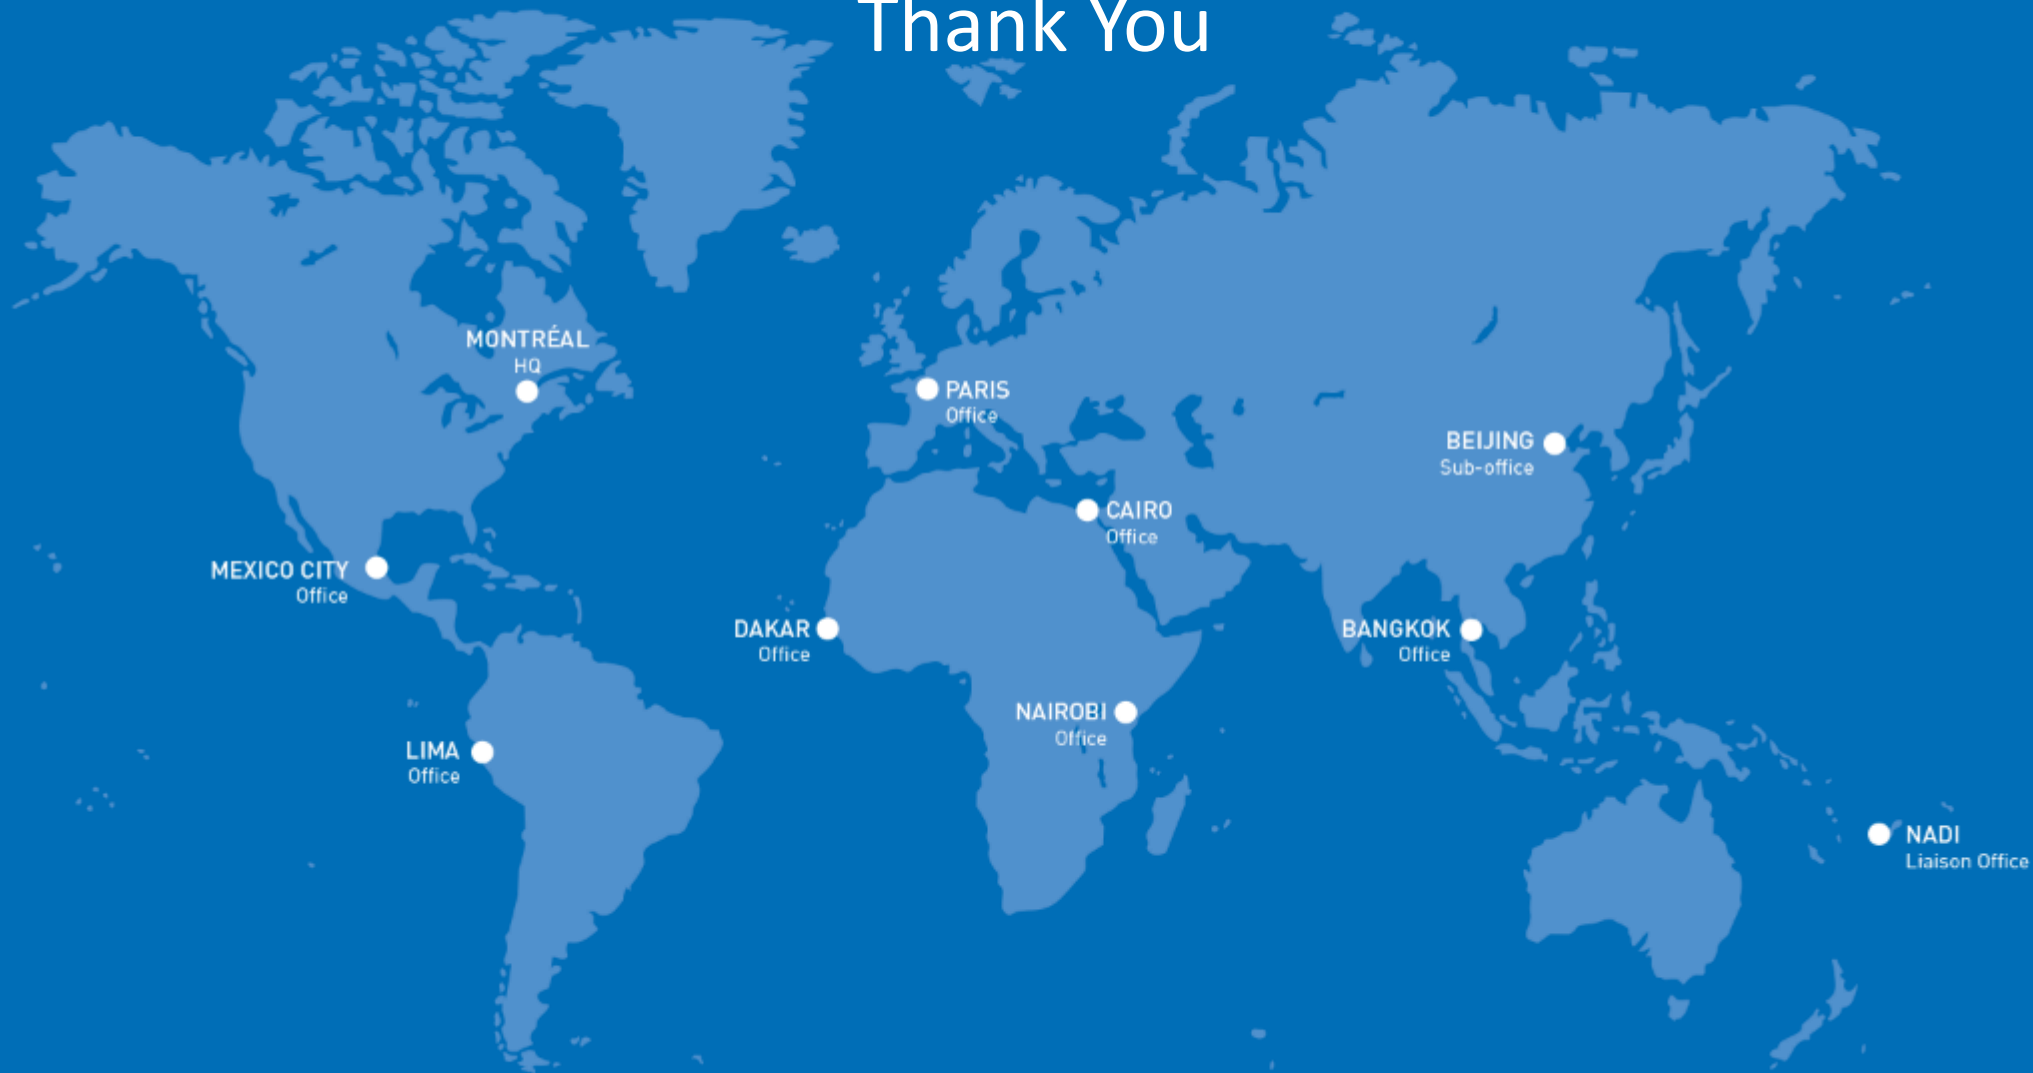 Thank You
MONTRÉAL
HQ
PARIS
Office
BEIJING
Sub-office
CAIRO
Office
MEXICO CITY
Office
DAKAR
Office
BANGKOK
Office
NAIROBI
Office
LIMA
Office
NADI
Liaison Office